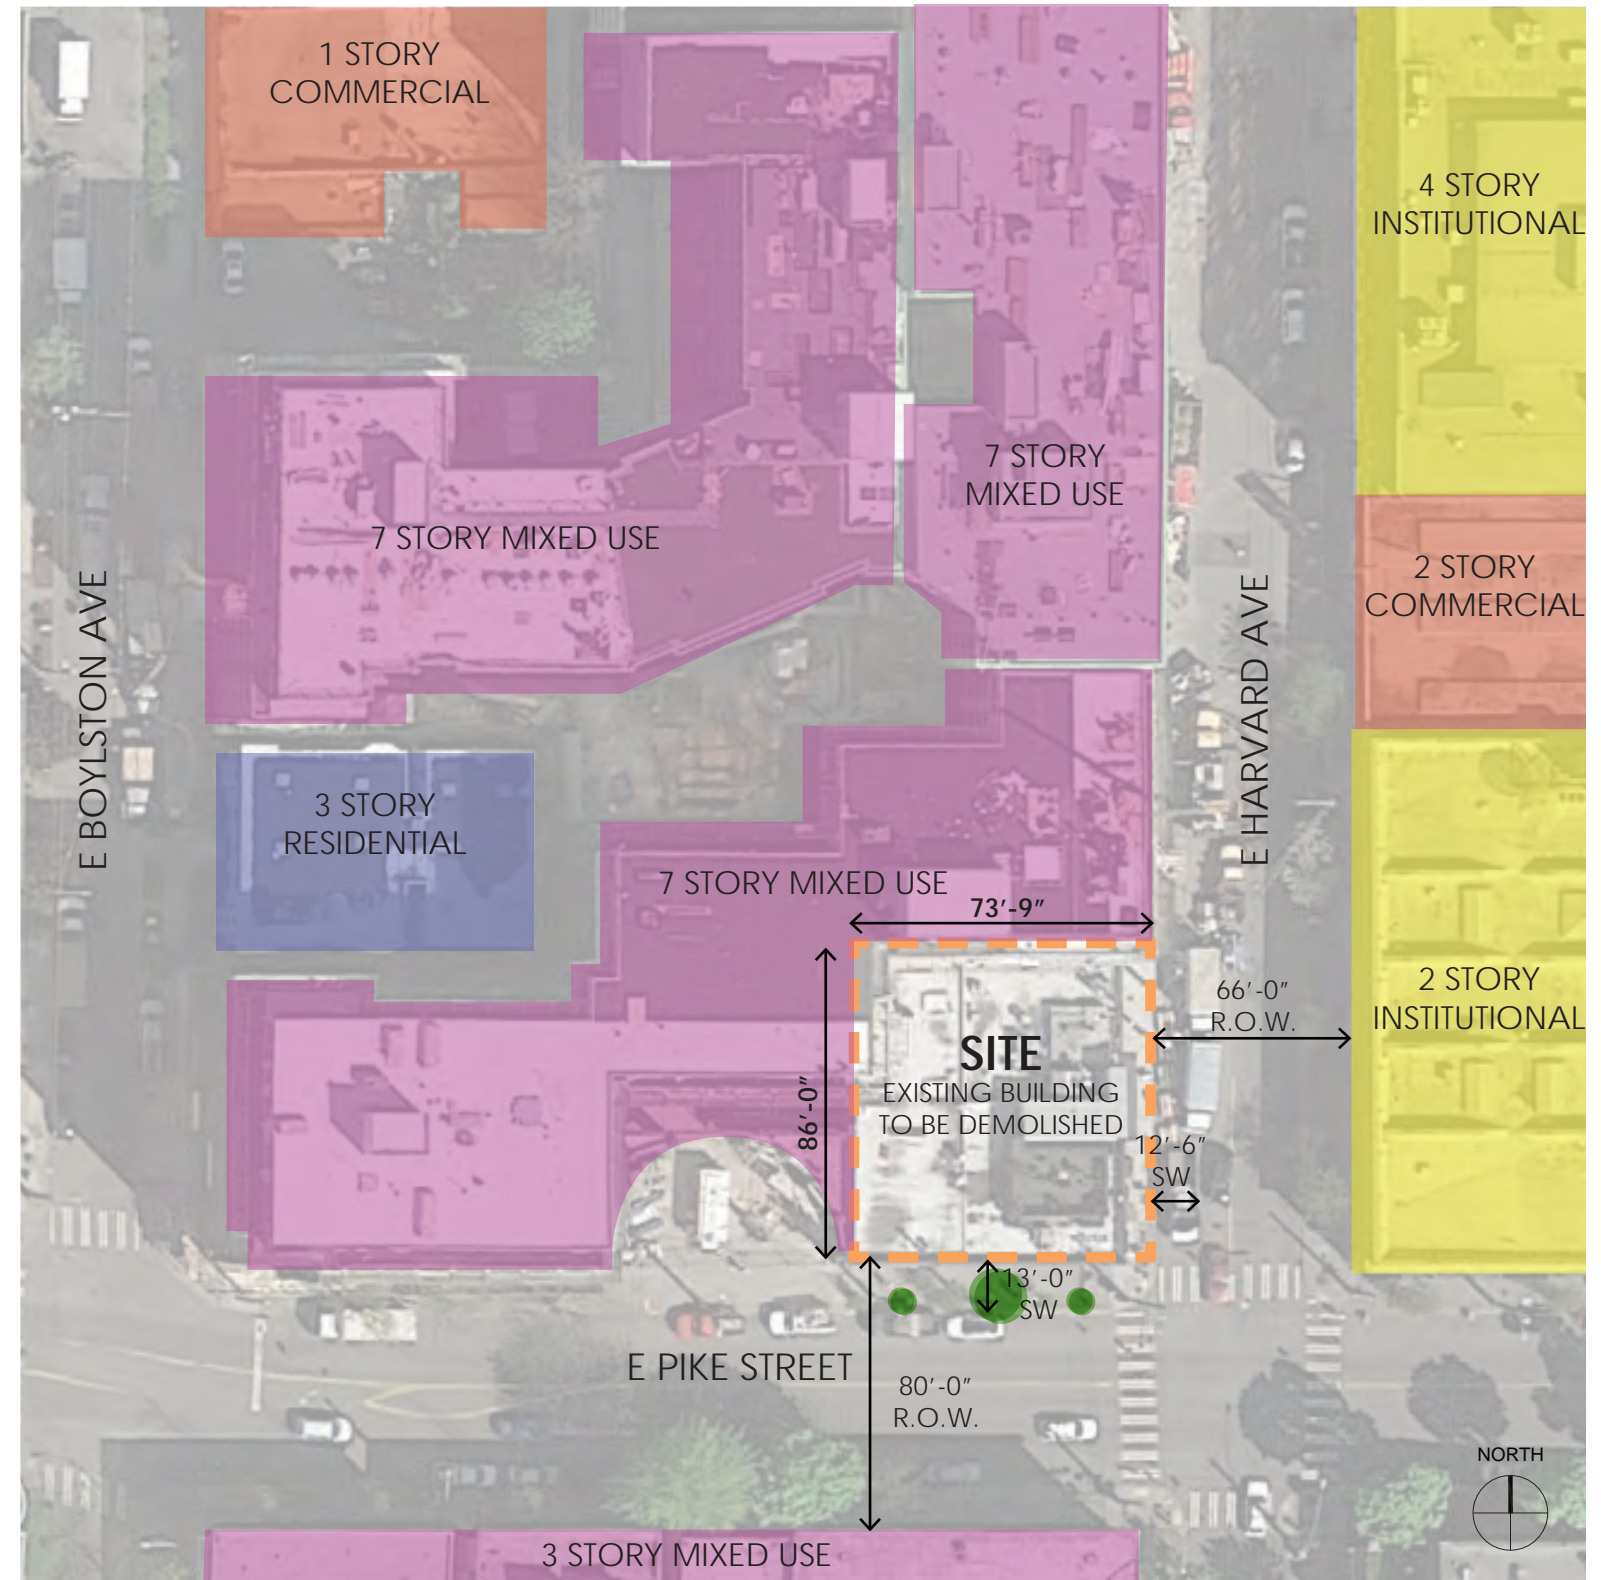 1 STORY
COMMERCIAL
4 STORY
INSTITUTIONAL
7 STORY
MIXED USE
7 STORY MIXED USE
2 STORY
COMMERCIAL
E BOYLSTON AVE
E HARVARD AVE
3 STORY
RESIDENTIAL
7 STORY MIXED USE
73'-9"
86'-0"
SITE
EXISTING BUILDING
TO BE DEMOLISHED
66'-0"
R.O.W.
2 STORY
INSTITUTIONAL
12'-6"
SW
13'-0"
SW
E PIKE STREET
80'-0"
R.O.W.
NORTH
3 STORY MIXED USE